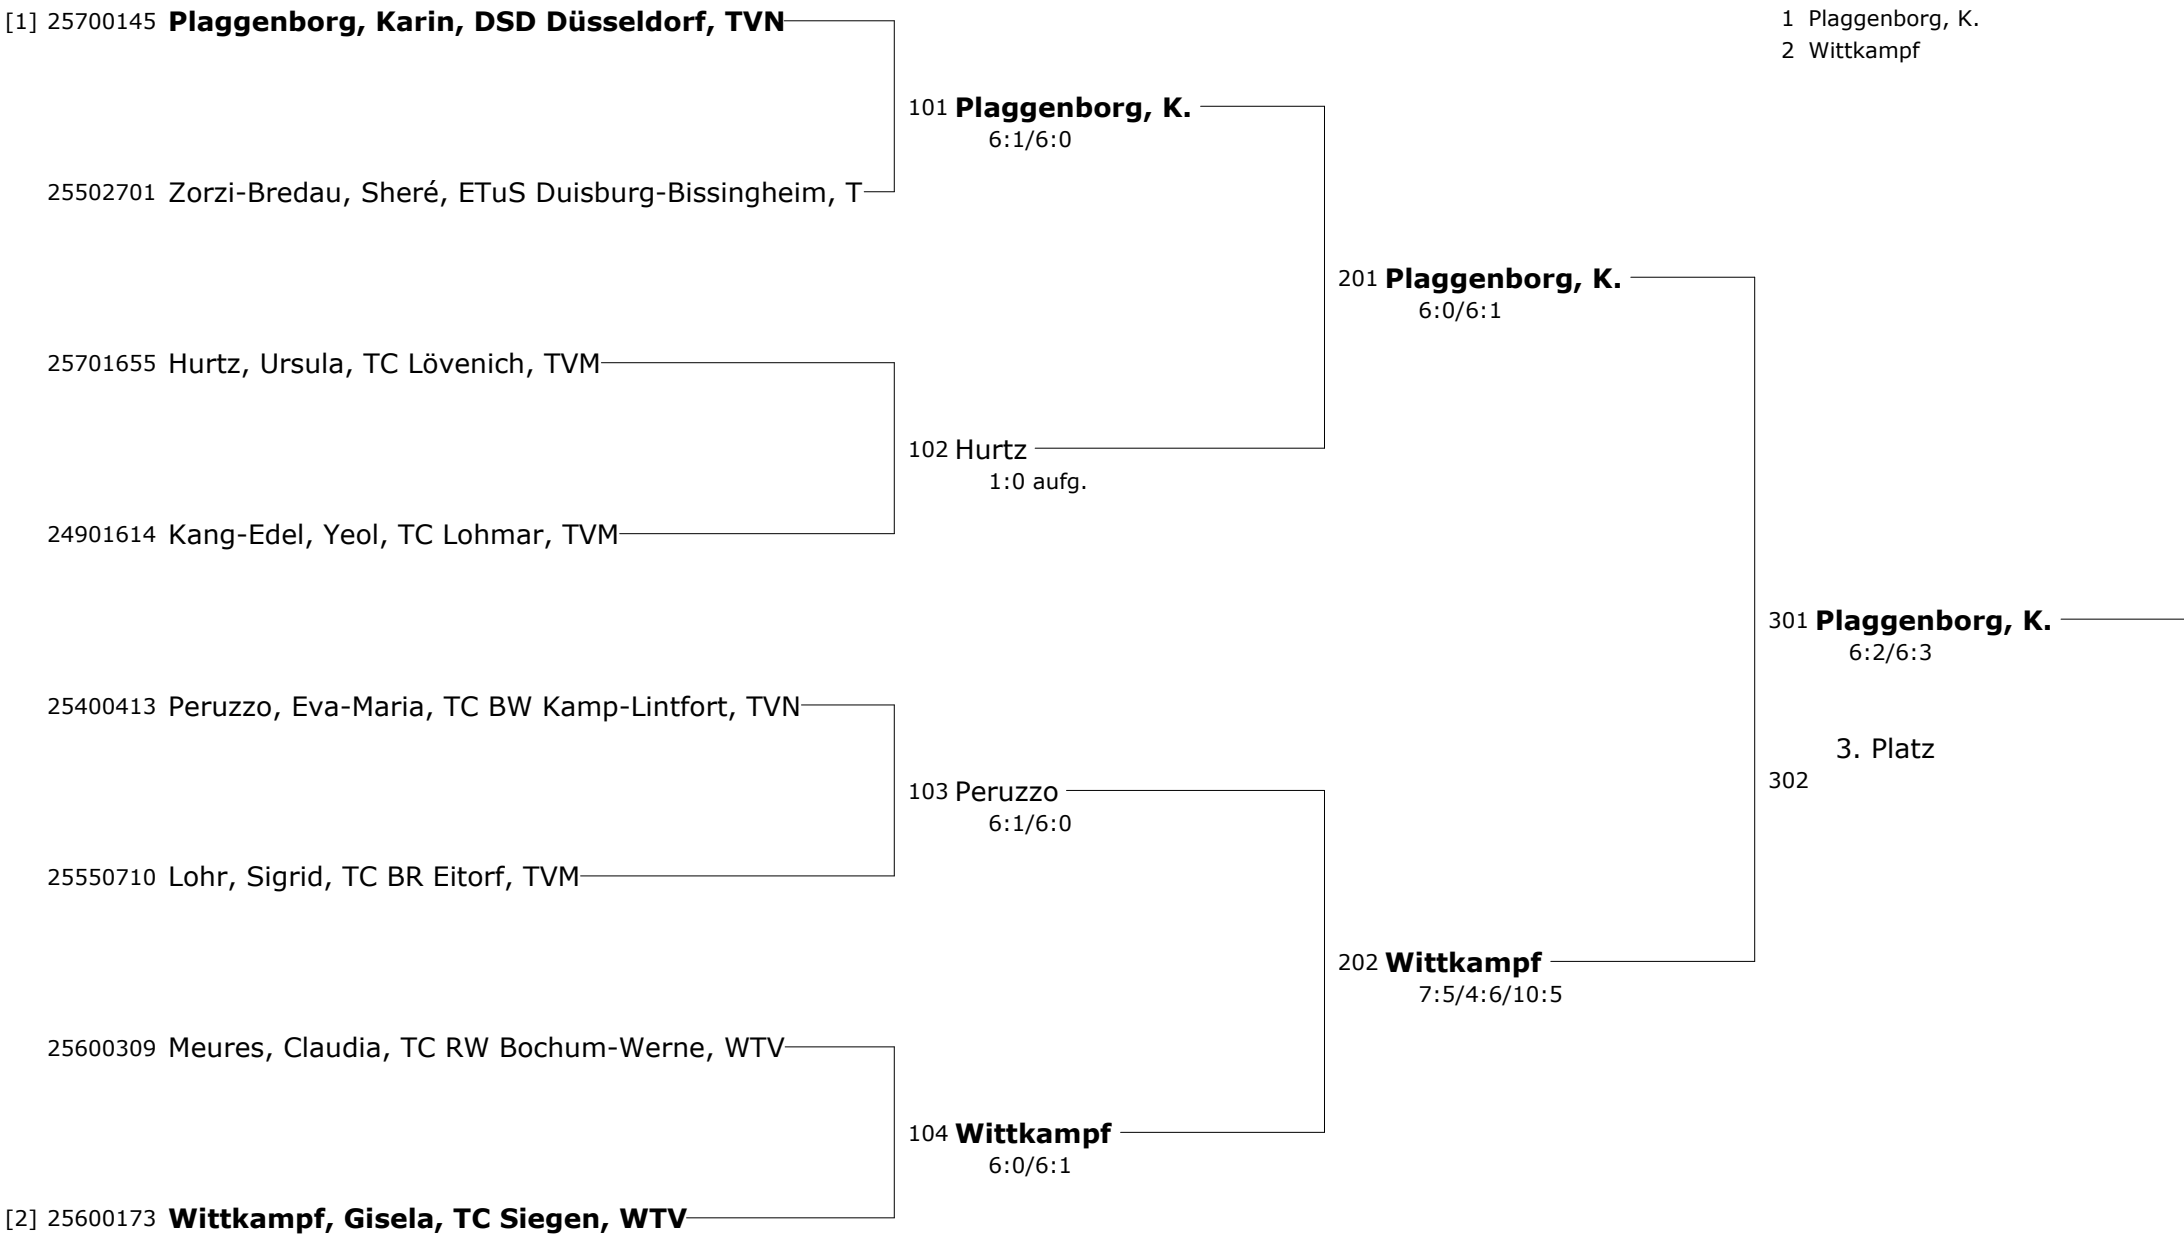 [1] 25700145 Plaggenborg, Karin, DSD Düsseldorf, TVN
1 Plaggenborg, K.
2 Wittkampf
101 Plaggenborg, K.
6:1/6:0
25502701 Zorzi-Bredau, Sheré, ETuS Duisburg-Bissingheim, T
201 Plaggenborg, K.
6:0/6:1
25701655 Hurtz, Ursula, TC Lövenich, TVM
102 Hurtz
1:0 aufg.
24901614 Kang-Edel, Yeol, TC Lohmar, TVM
301 Plaggenborg, K.
6:2/6:3
25400413 Peruzzo, Eva-Maria, TC BW Kamp-Lintfort, TVN
3. Platz
302
103 Peruzzo
6:1/6:0
25550710 Lohr, Sigrid, TC BR Eitorf, TVM
202 Wittkampf
7:5/4:6/10:5
25600309 Meures, Claudia, TC RW Bochum-Werne, WTV
104 Wittkampf
6:0/6:1
[2] 25600173 Wittkampf, Gisela, TC Siegen, WTV